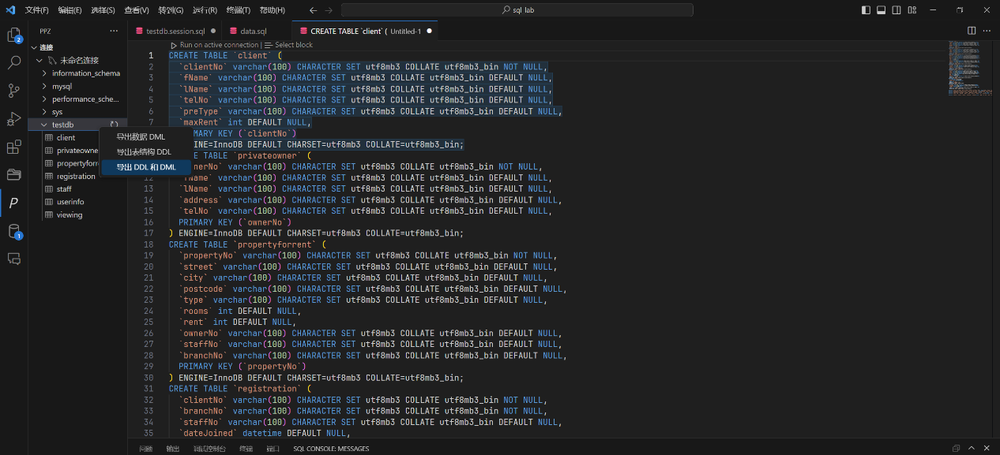 文件(F) 编辑(E) 选择(S) 查看(V) 转到(G) 运行(R) 终端(T) 帮助(H) sql lab
PPZ
连接
未命名连接
information_schema
mysql
performance_sche...
sys
testdb
client
privateowne
propertyforr
registration
staff
userinfo
viewing
2
1
导出数据 DML
导出表结构 DDL
导出 DDL 和 DML
testdb.session.sql data.sql CREATE TABLE `client` ( Untitled-1
Run on active connection | Select block
1 CREATE TABLE `client` (
2 `clientNo` varchar(100) CHARACTER SET utf8mb3 COLLATE utf8mb3_bin NOT NULL,
3 `fName` varchar(100) CHARACTER SET utf8mb3 COLLATE utf8mb3_bin DEFAULT NULL,
4 `lName` varchar(100) CHARACTER SET utf8mb3 COLLATE utf8mb3_bin DEFAULT NULL,
5 `telNo` varchar(100) CHARACTER SET utf8mb3 COLLATE utf8mb3_bin DEFAULT NULL,
6 `preType` varchar(100) CHARACTER SET utf8mb3 COLLATE utf8mb3_bin DEFAULT NULL,
7 `maxRent` int DEFAULT NULL,
MARY KEY (`clientNo`)
INE=InnoDB DEFAULT CHARSET=utf8mb3 COLLATE=utf8mb3_bin;
E TABLE `privateowner` (
nerNo` varchar(100) CHARACTER SET utf8mb3 COLLATE utf8mb3_bin NOT NULL,
12 `fName` varchar(100) CHARACTER SET utf8mb3 COLLATE utf8mb3_bin DEFAULT NULL,
13 `lName` varchar(100) CHARACTER SET utf8mb3 COLLATE utf8mb3_bin DEFAULT NULL,
14 `address` varchar(100) CHARACTER SET utf8mb3 COLLATE utf8mb3_bin DEFAULT NULL,
15 `telNo` varchar(100) CHARACTER SET utf8mb3 COLLATE utf8mb3_bin DEFAULT NULL,
16 PRIMARY KEY (`ownerNo`)
17 ) ENGINE=InnoDB DEFAULT CHARSET=utf8mb3 COLLATE=utf8mb3_bin;
18 CREATE TABLE `propertyforrent` (
19 `propertyNo` varchar(100) CHARACTER SET utf8mb3 COLLATE utf8mb3_bin NOT NULL,
20 `street` varchar(100) CHARACTER SET utf8mb3 COLLATE utf8mb3_bin DEFAULT NULL,
21 `city` varchar(100) CHARACTER SET utf8mb3 COLLATE utf8mb3_bin DEFAULT NULL,
22 `postcode` varchar(100) CHARACTER SET utf8mb3 COLLATE utf8mb3_bin DEFAULT NULL,
23 `type` varchar(100) CHARACTER SET utf8mb3 COLLATE utf8mb3_bin DEFAULT NULL,
24 `rooms` int DEFAULT NULL,
25 `rent` int DEFAULT NULL,
26 `ownerNo` varchar(100) CHARACTER SET utf8mb3 COLLATE utf8mb3_bin DEFAULT NULL,
27 `staffNo` varchar(100) CHARACTER SET utf8mb3 COLLATE utf8mb3_bin DEFAULT NULL,
28 `branchNo` varchar(100) CHARACTER SET utf8mb3 COLLATE utf8mb3_bin DEFAULT NULL,
29 PRIMARY KEY (`propertyNo`)
30 ) ENGINE=InnoDB DEFAULT CHARSET=utf8mb3 COLLATE=utf8mb3_bin;
31 CREATE TABLE `registration` (
32 `clientNo` varchar(100) CHARACTER SET utf8mb3 COLLATE utf8mb3_bin NOT NULL,
33 `branchNo` varchar(100) CHARACTER SET utf8mb3 COLLATE utf8mb3_bin NOT NULL,
34 `staffNo` varchar(100) CHARACTER SET utf8mb3 COLLATE utf8mb3_bin DEFAULT NULL,
35 `dateJoined` datetime DEFAULT NULL,
问题 输出 调试控制台 终端 端口 SQL CONSOLE: MESSAGES